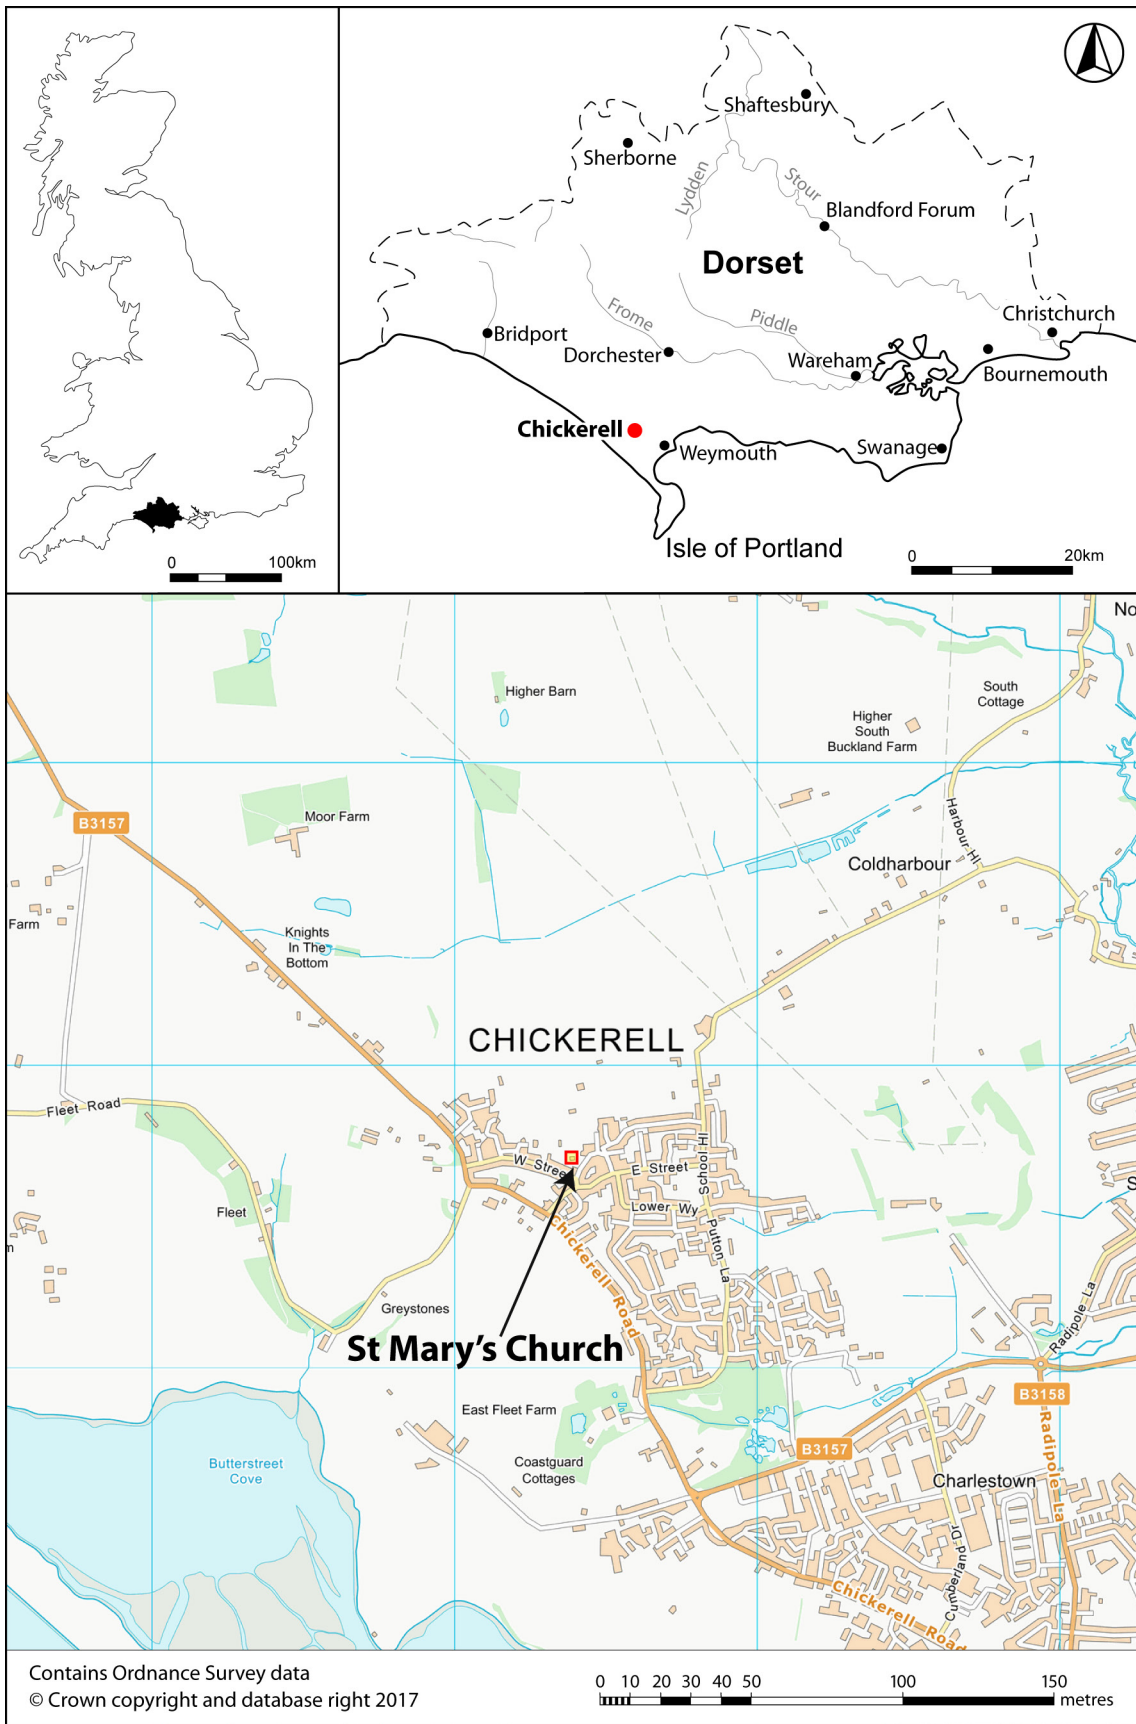 0
100km
Shaftesbury
Sherborne
Lydden
Stour
Blandford Forum
Dorset
Christchurch
Frome
Piddle
Bridport
Dorchester
Wareham
Bournemouth
Chickerell
Weymouth
Swanage
Isle of Portland
0
20km
No
Higher Barn
South
Cottage
Higher
South
Buckland Farm
B3157
Moor Farm
Harbour Hl
Coldharbour
Farm
Knights
In The
Bottom
CHICKERELL
Fleet Road
W Street
E Street
School Hl
Lower Wy
Fleet
Putton La
Chickerell Road
Greystones
Radipole La
St Mary's Church
B3158
East Fleet Farm
Radipole La
B3157
Butterstreet
Cove
Coastguard
Cottages
Charlestown
Cumberland Dr
Chickerell Road
S
m
Contains Ordnance Survey data
© Crown copyright and database right 2017
0 10 20 30 40 50 100 150
metres